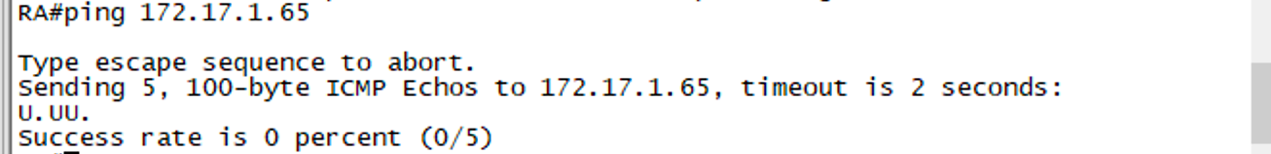 RA#ping 172.17.1.65
Type escape sequence to abort.
Sending 5, 100-byte ICMP Echos to 172.17.1.65, timeout is 2 seconds:
U.UU.
Success rate is 0 percent (0/5)